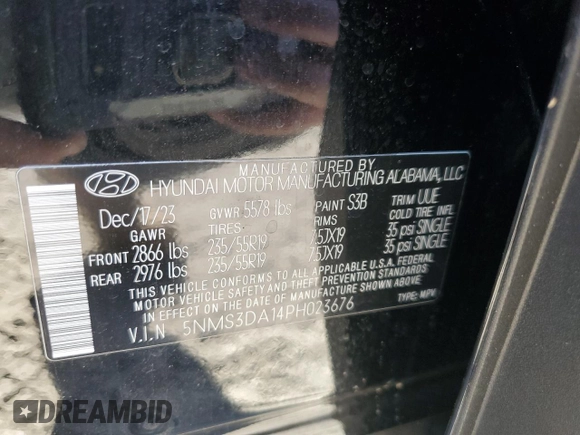 MANUFACTURED BY
HYUNDAI MOTOR MANUFACTURING ALABAMA, LLC
Dec/17/23 GVWR 5578 lbs PAINT S3B TRIM UUE
GAWR TIRES RIMS COLD TIRE INFL
FRONT 2866 lbs 235/55R19 7.5JX19 35 psi SINGLE
REAR 2976 lbs 235/55R19 7.5JX19 35 psi SINGLE
THIS VEHICLE CONFORMS TO ALL APPLICABLE U.S.A. FEDERAL
MOTOR VEHICLE SAFETY AND THEFT PREVENTION STANDARDS
IN EFFECT ON THE DATE OF MANUFACTURE SHOWN ABOVE.
V.I.N 5NMS3DA14PH023676 TYPE: MPV
DREAMBID